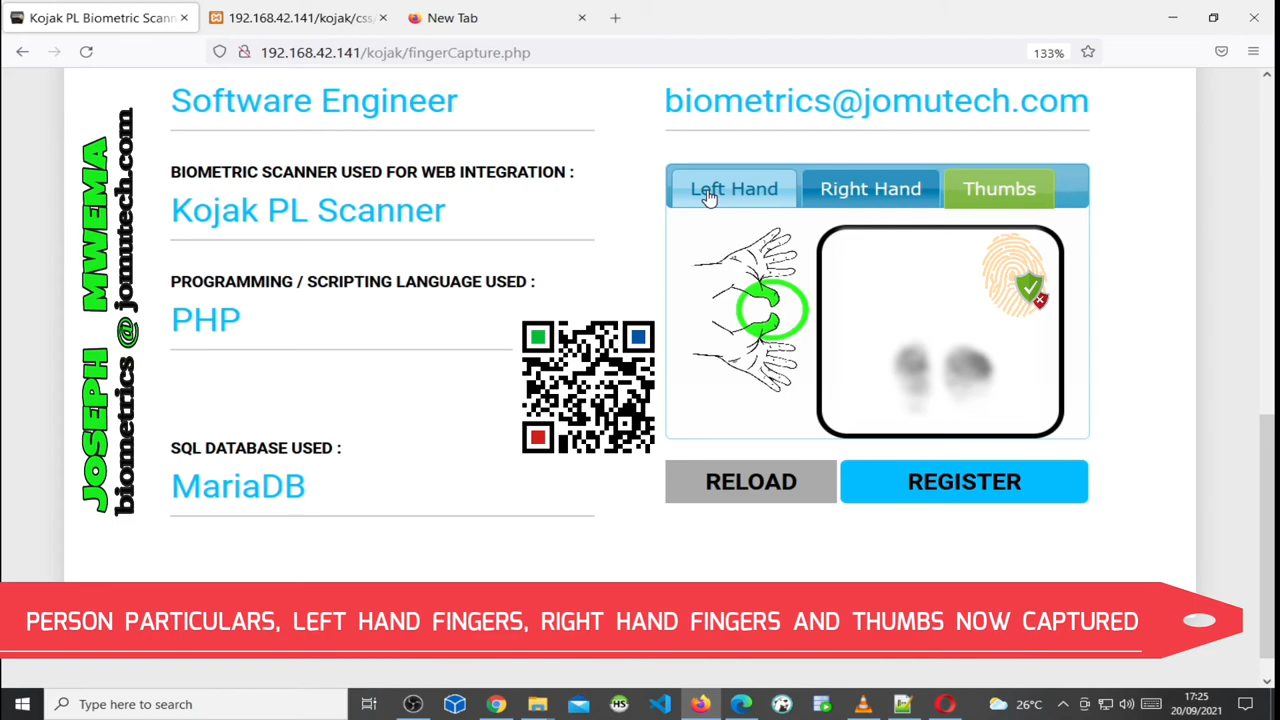 Kojak PL Biometric Scann
192.168.42.141/kojak/css/
New Tab
192.168.42.141/kojak/fingerCapture.php
133%
Software Engineer
biometrics@jomutech.com
JOSEPH MWEMA
biometrics @ jomutech.com
BIOMETRIC SCANNER USED FOR WEB INTEGRATION :
Kojak PL Scanner
Left Hand
Right Hand
Thumbs
PROGRAMMING / SCRIPTING LANGUAGE USED :
PHP
SQL DATABASE USED :
MariaDB
RELOAD
REGISTER
PERSON PARTICULARS, LEFT HAND FINGERS, RIGHT HAND FINGERS AND THUMBS NOW CAPTURED
Type here to search
HS
26°C
17:25
20/09/2021